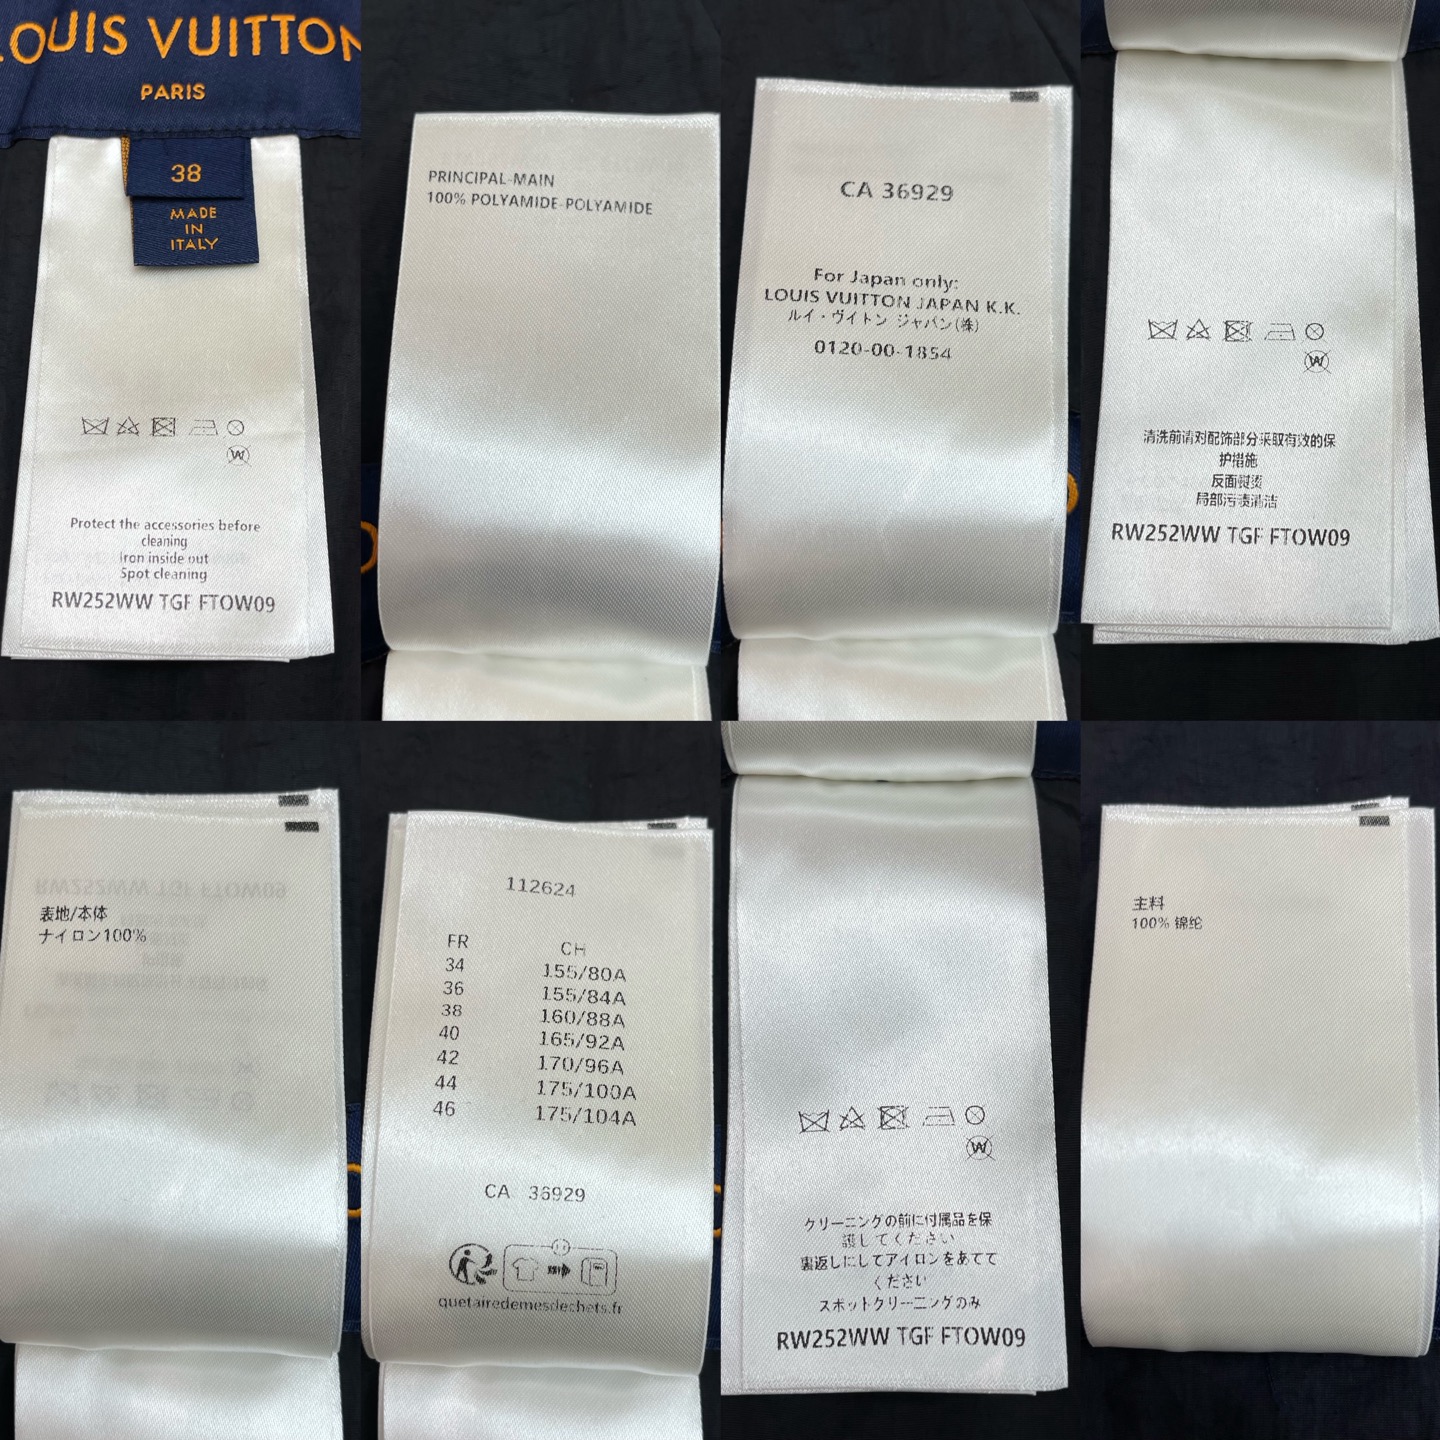 LOUIS VUITTON
PARIS
38
MADE
IN
ITALY
W
Protect the accessories before
cleaning
Iron inside out
Spot cleaning
RW252WW TGF FTOW09
PRINCIPAL-MAIN
100% POLYAMIDE-POLYAMIDE
CA 36929
For Japan only:
LOUIS VUITTON JAPAN K.K.
ルイ・ヴィトン ジャパン(株)
0120-00-1854
W
清洗前请对配饰部分采取有效的保
护措施
反面熨烫
局部污渍清洁
RW252WW TGF FTOW09
表地/本体
ナイロン100%
112624
FR CH
34 155/80A
36 155/84A
38 160/88A
40 165/92A
42 170/96A
44 175/100A
46 175/104A
CA 36929
quefairedemesdechets.fr
W
クリーニングの前に付属品を保
護してください
裏返しにしてアイロンをあてて
ください
スポットクリーニングのみ
RW252WW TGF FTOW09
主料
100% 锦纶